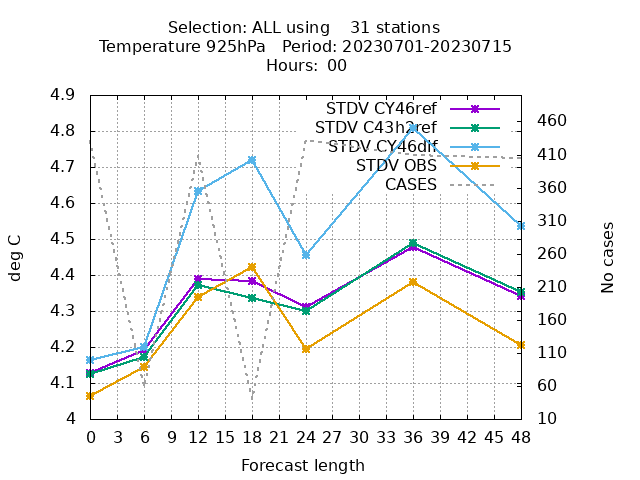 Selection: ALL using 31 stations
Temperature 925hPa Period: 20230701-20230715
Hours: 00
4.9
4.8
4.7
4.6
4.5
4.4
4.3
4.2
4.1
4
deg C
STDV CY46ref
STDV C43h2ref
STDV CY46dif
STDV OBS
CASES
460
410
360
310
260
210
160
110
60
10
No cases
0 3 6 9 12 15 18 21 24 27 30 33 36 39 42 45 48
Forecast length